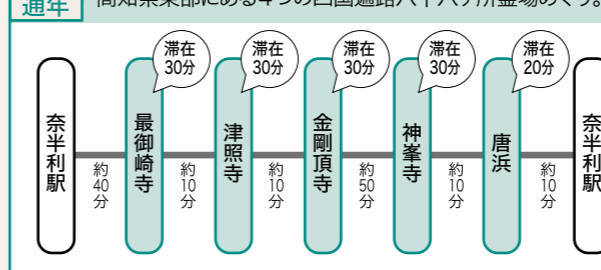 通年
高知県東部にある4つの四国遍路八十八ヶ所霊場めぐり。
滞在
30分
滞在
30分
滞在
30分
滞在
30分
滞在
20分
奈半利駅
約40分
最御崎寺
約10分
津照寺
約10分
金剛頂寺
約50分
神峯寺
約10分
唐浜
約10分
奈半利駅